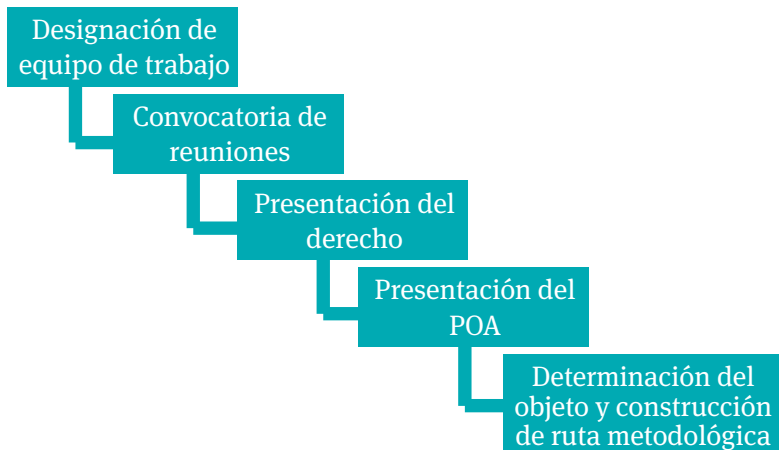 Designación de
equipo de trabajo
Convocatoria de
reuniones
Presentación del
derecho
Presentación del
POA
Determinación del
objeto y construcción
de ruta metodológica